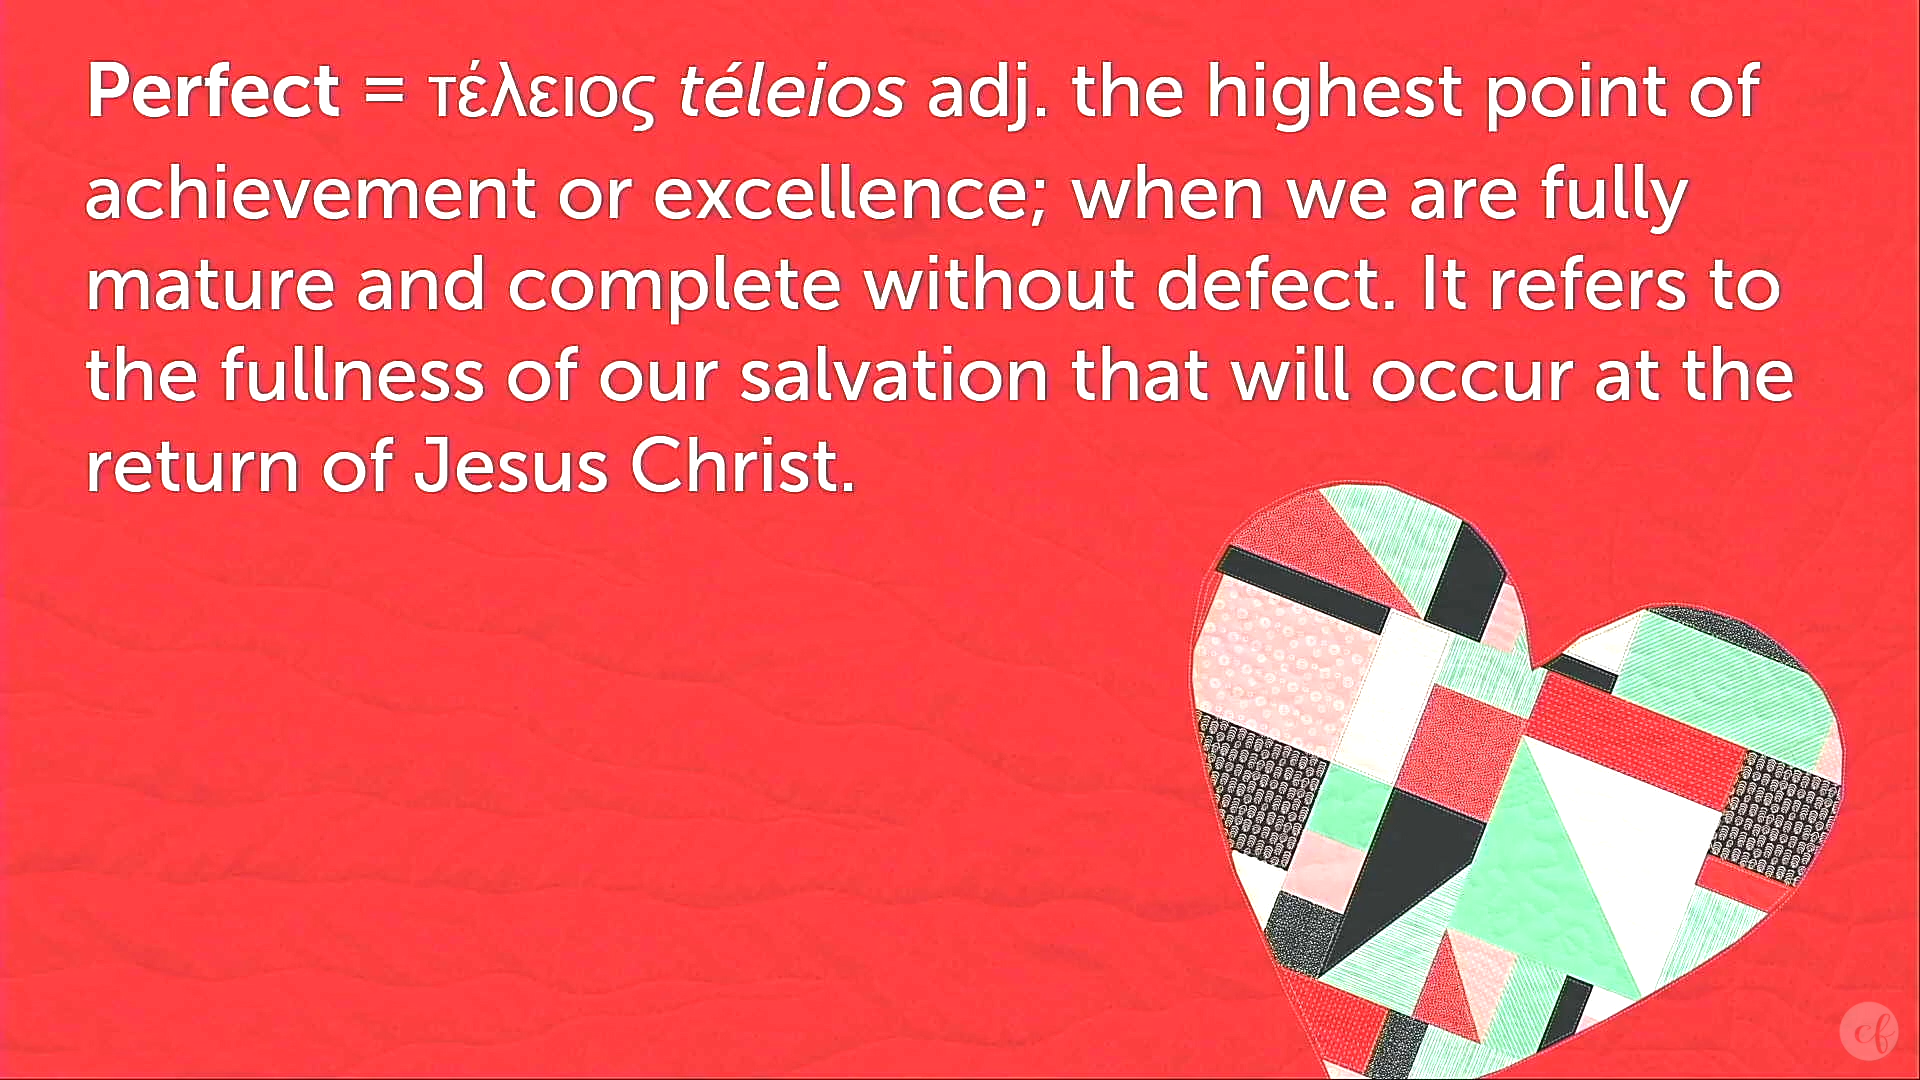 Perfect = τέλειος téleios adj. the highest point of
achievement or excellence; when we are fully
mature and complete without defect. It refers to
the fullness of our salvation that will occur at the
return of Jesus Christ.
cf